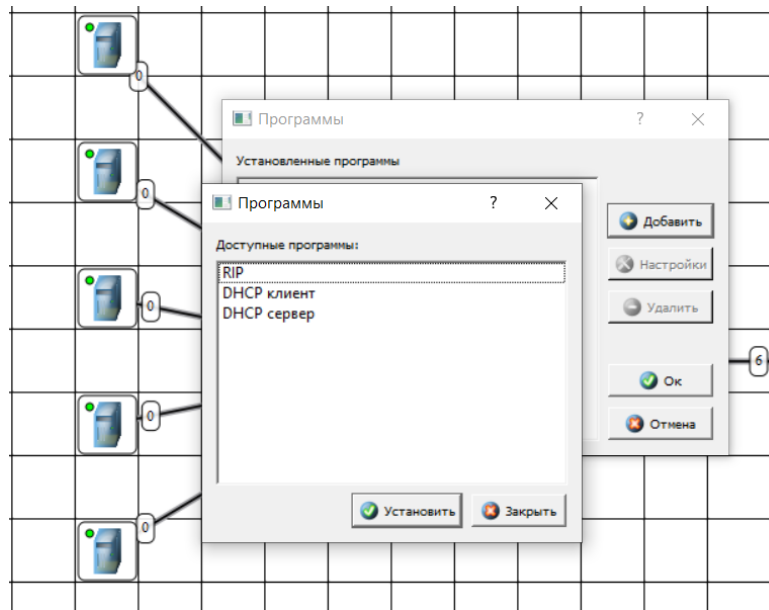 0
Программы ?
0
Установленные программы
Программы ?
Добавить
Доступные программы:
Настройки
RIP
DHCP клиент
DHCP сервер
0
Удалить
6
Ок
0
Отмена
Установить
Закрыть
0